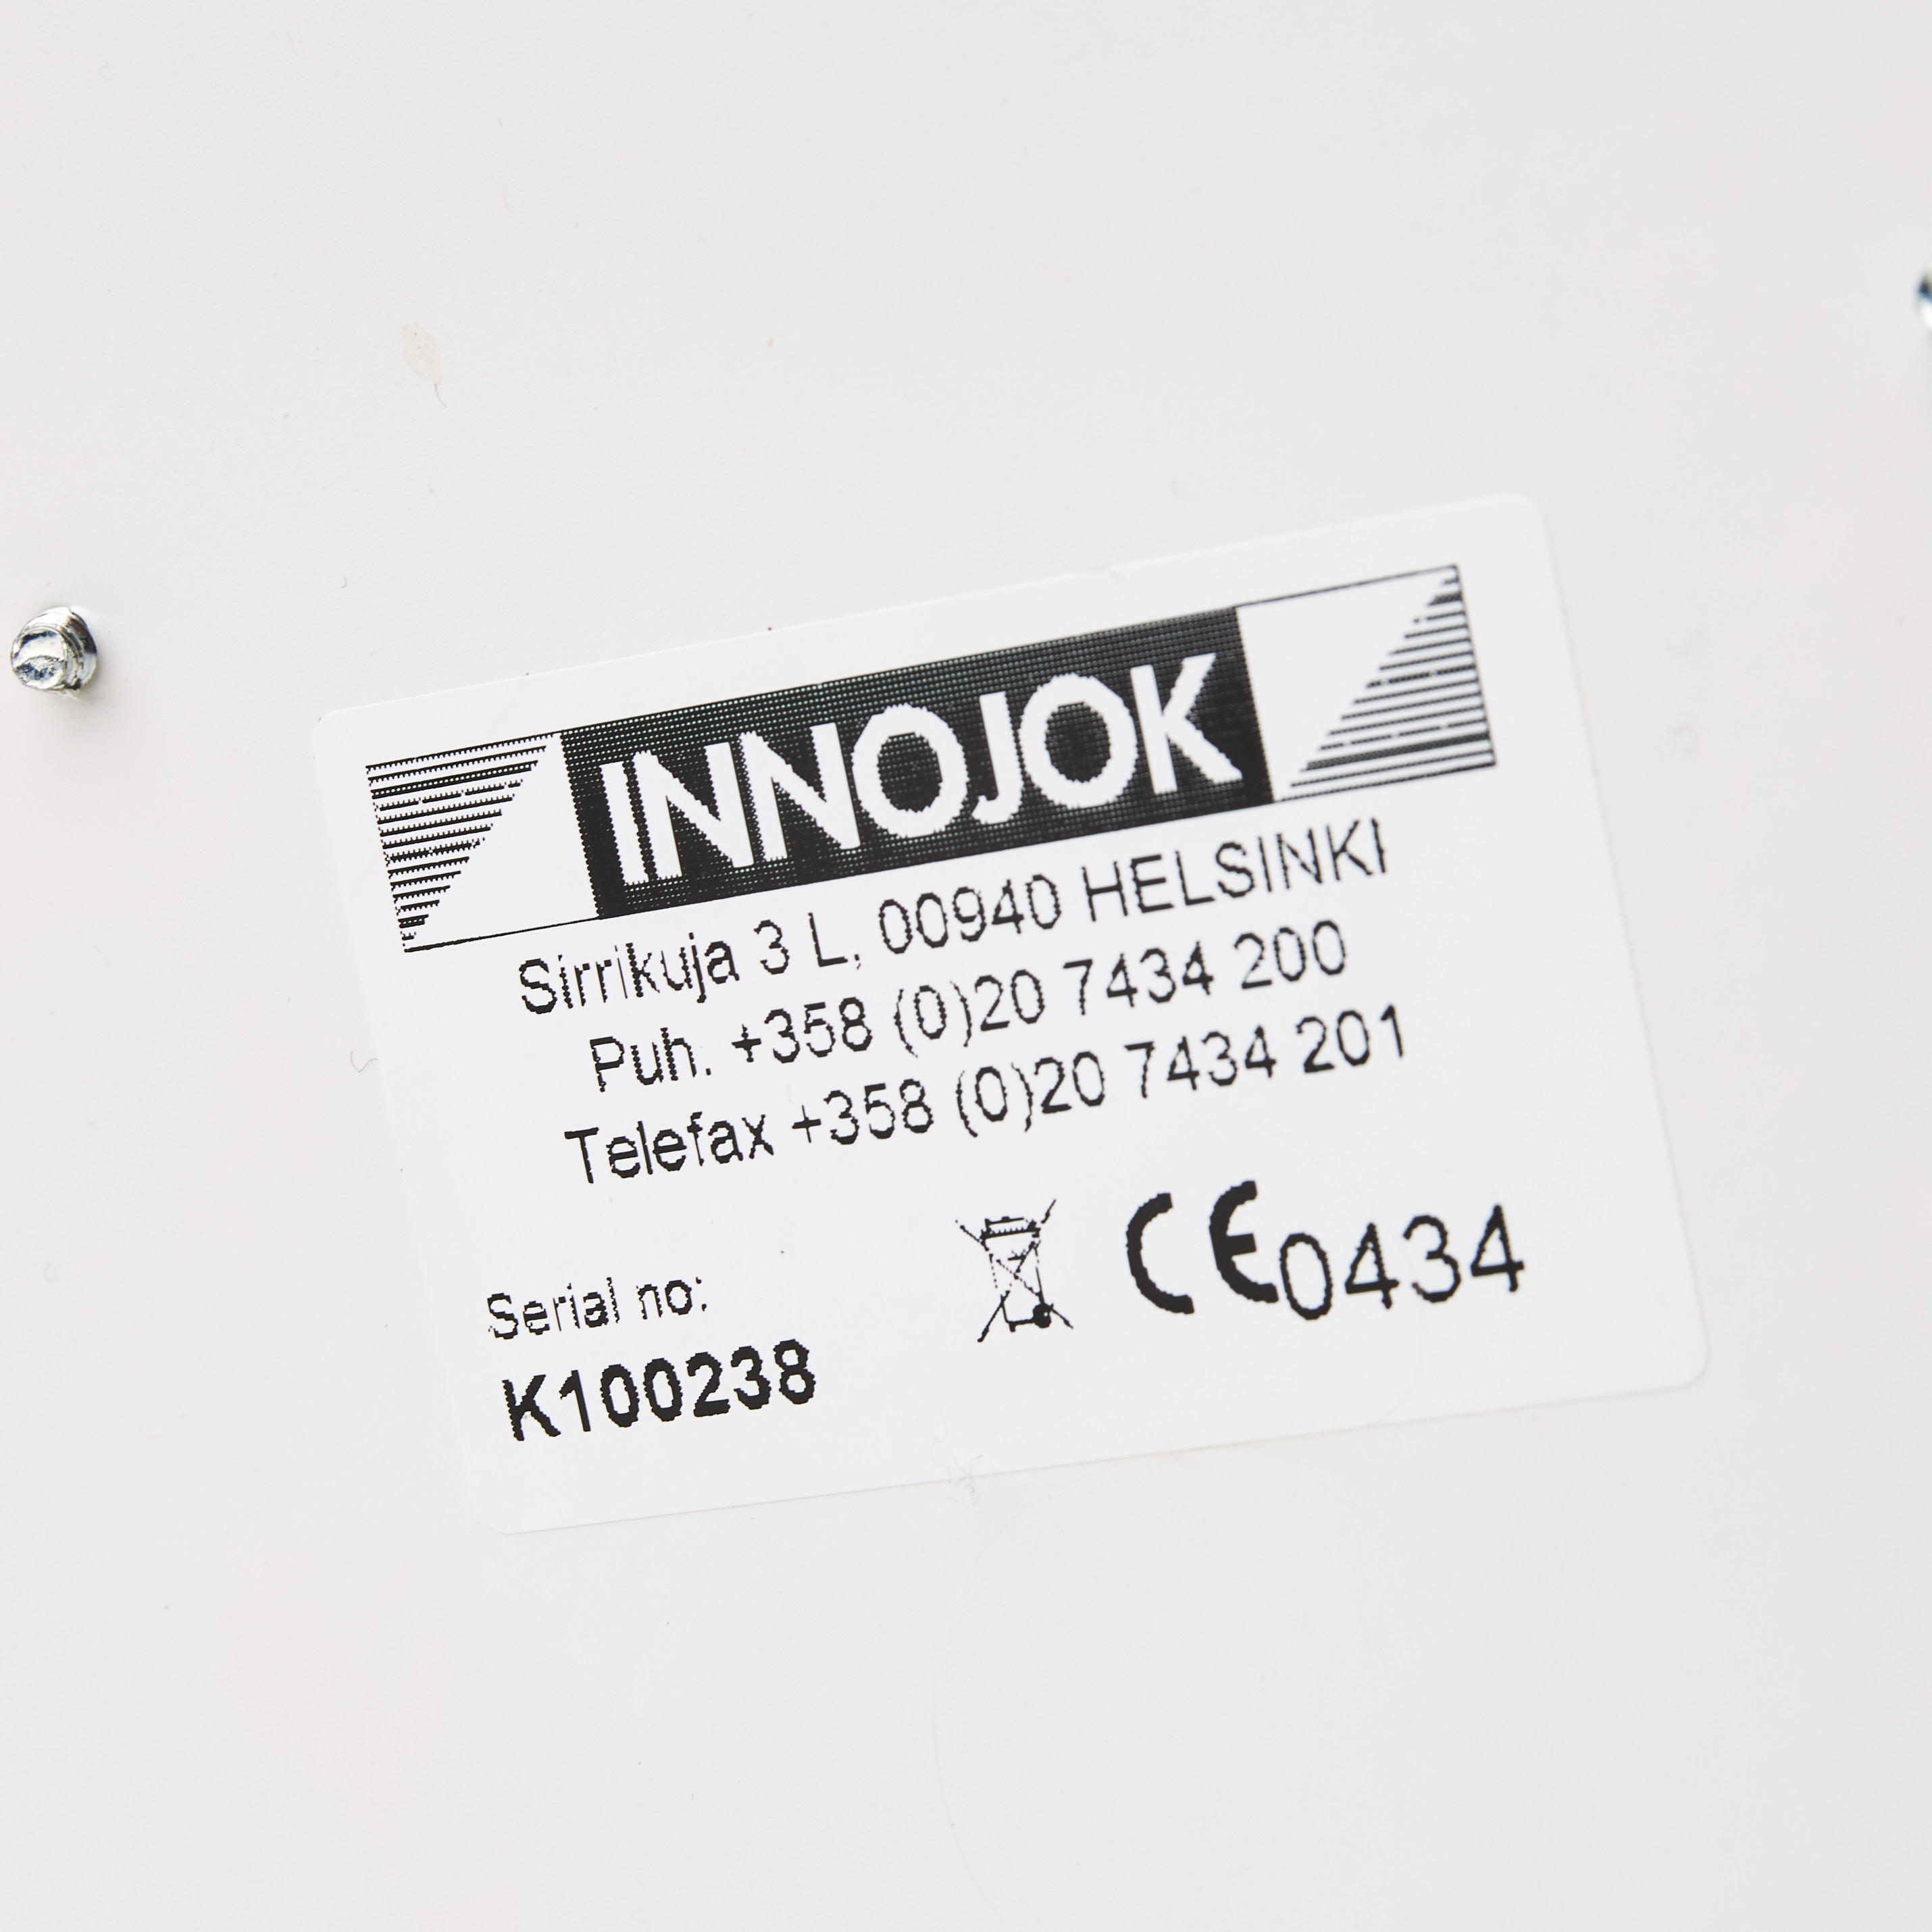 INNOJOK
Sirrikuja 3 L, 00940 HELSINKI
Puh. +358 (0)20 7434 200
Telefax +358 (0)20 7434 201
CE0434
Serial no:
K100238